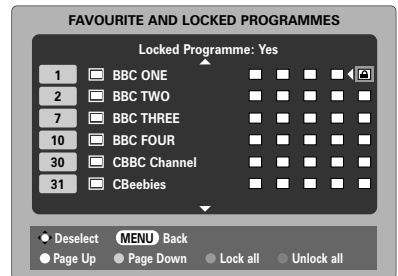 FAVOURITE AND LOCKED PROGRAMMES
Locked Programme: Yes
1 BBC ONE
2 BBC TWO
7 BBC THREE
10 BBC FOUR
30 CBBC Channel
31 CBeebies
Deselect MENU Back
Page Up Page Down Lock all Unlock all